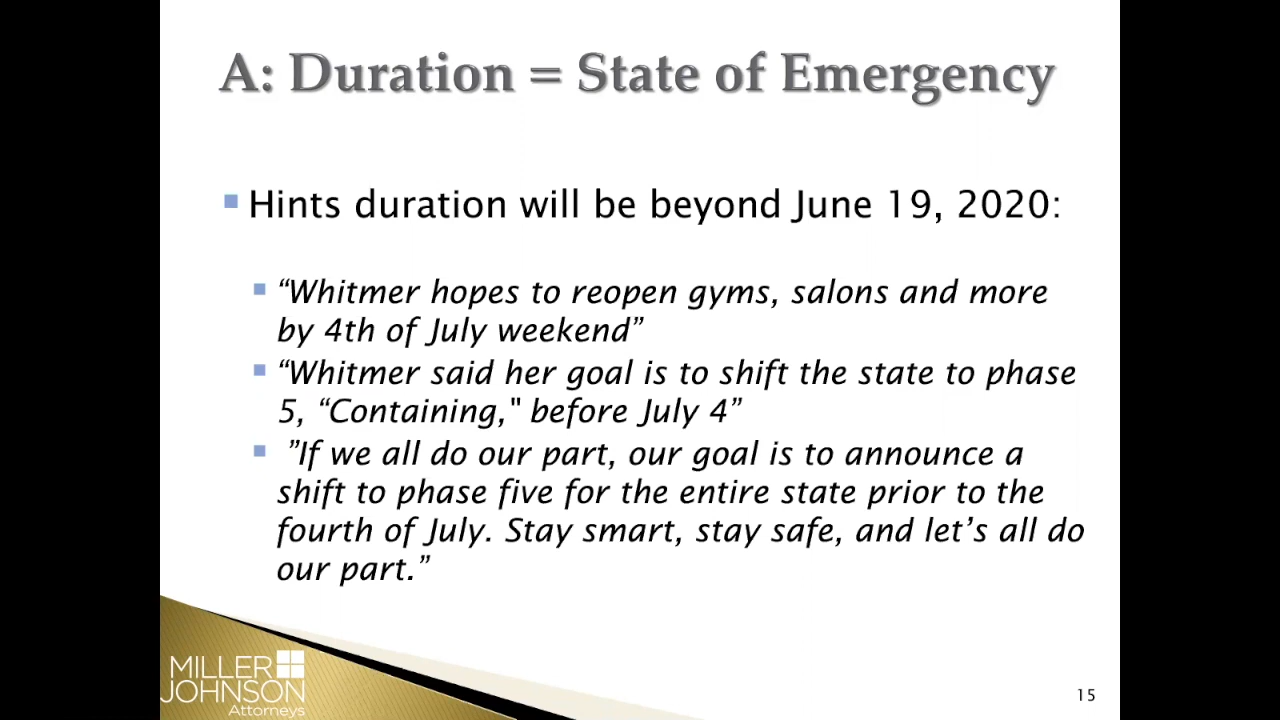 A: Duration = State of Emergency
Hints duration will be beyond June 19, 2020:
“Whitmer hopes to reopen gyms, salons and more
by 4th of July weekend”
“Whitmer said her goal is to shift the state to phase
5, “Containing," before July 4”
”If we all do our part, our goal is to announce a
shift to phase five for the entire state prior to the
fourth of July. Stay smart, stay safe, and let’s all do
our part.”
MILLER
JOHNSON
Attorneys
15